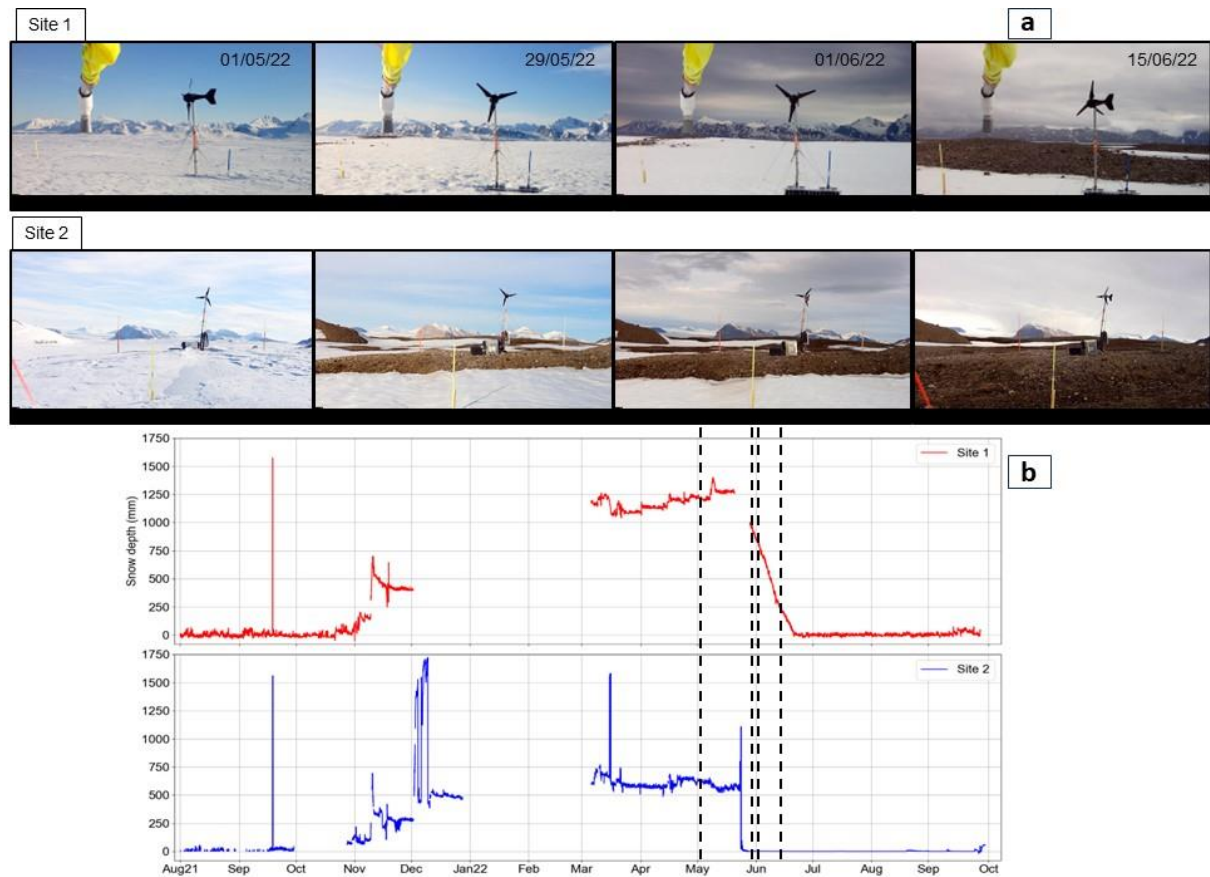 Site 1
a
01/05/22
29/05/22
01/06/22
15/06/22
Site 2
b
1750
1500
1250
1000
750
500
250
0
Snow depth (mm)
Site 1
1750
1500
1250
1000
750
500
250
0
Site 2
Aug21 Sep Oct Nov Dec Jan22 Feb Mar Apr May Jun Jul Aug Sep Oct